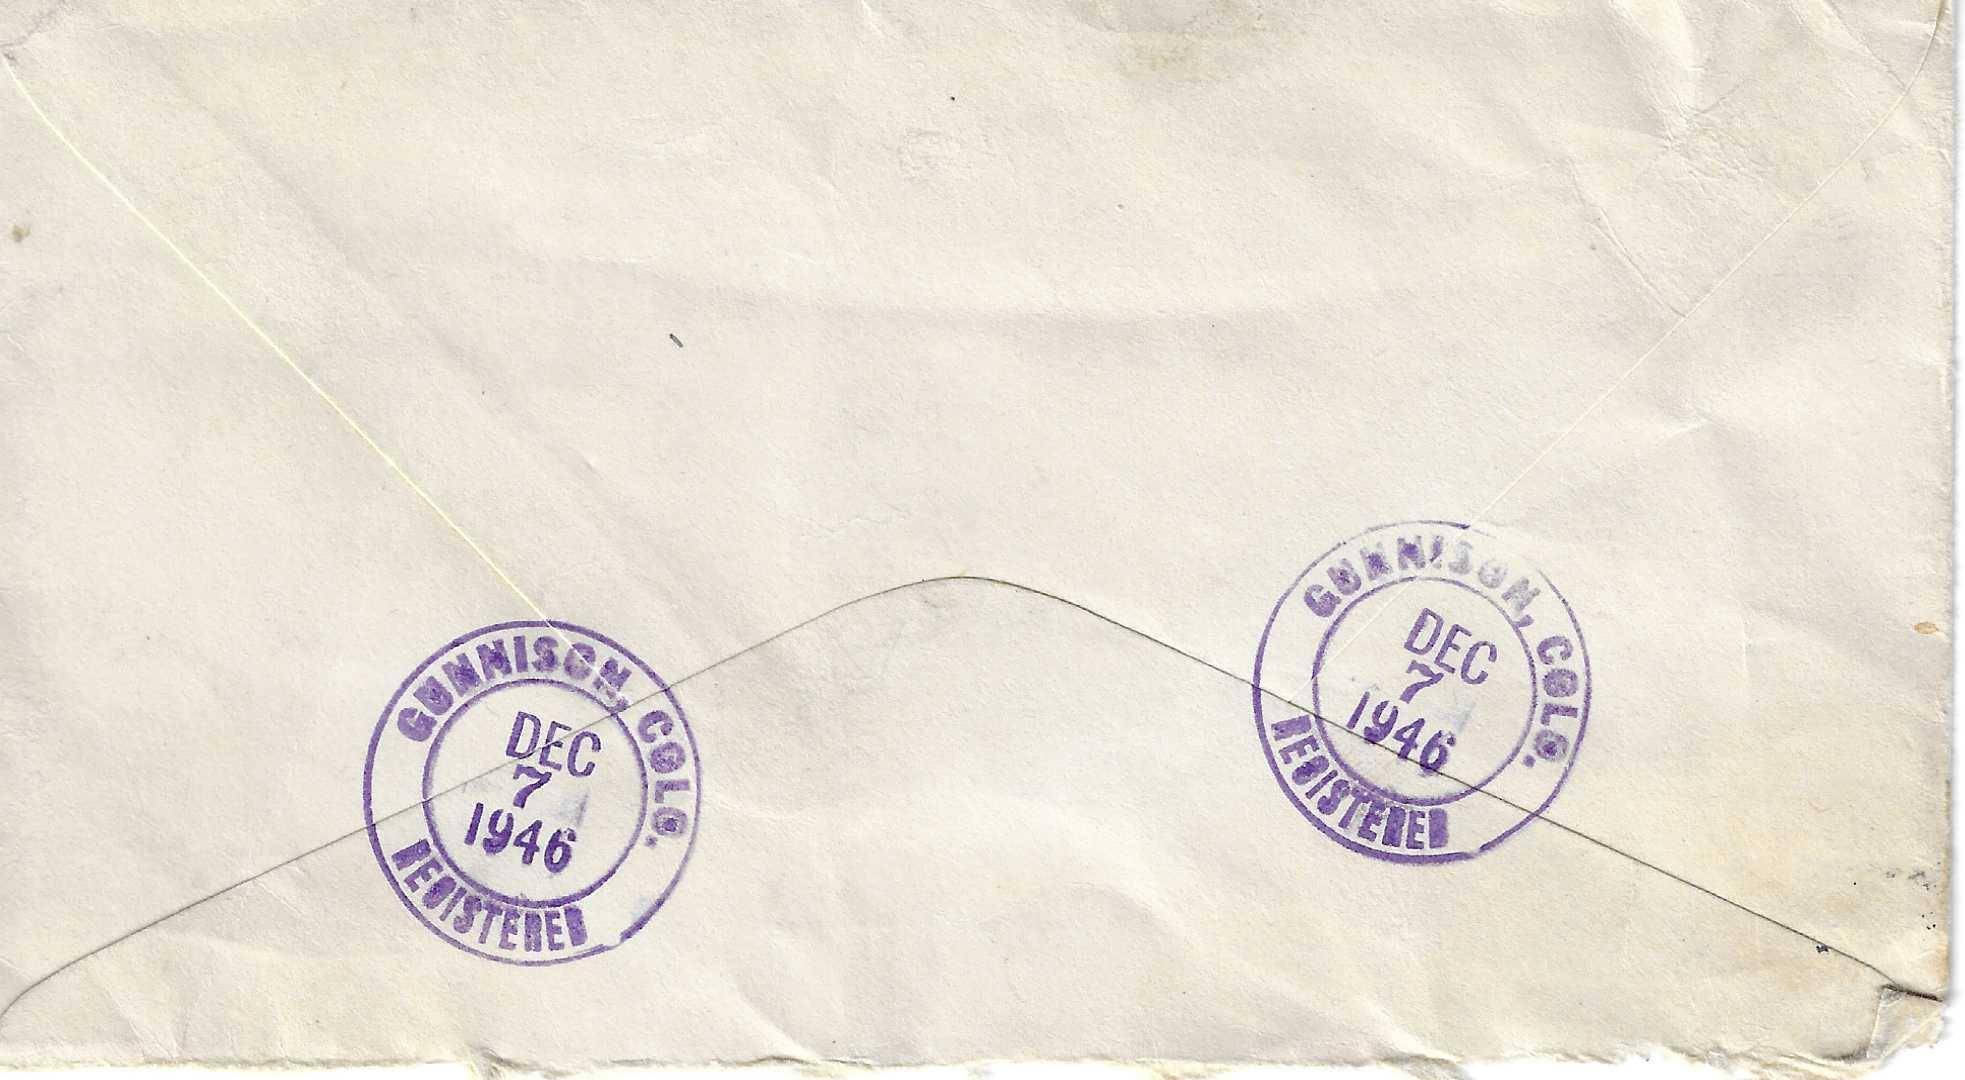 GUNNISON, COLO.
DEC
7
1946
REGISTERED
GUNNISON, COLO.
DEC
7
1946
REGISTERED